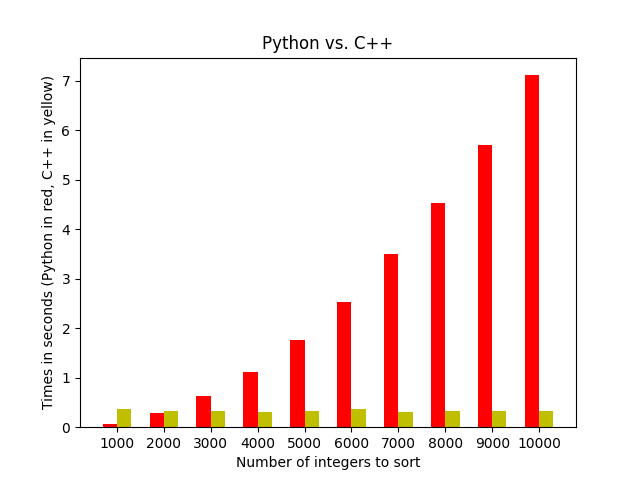 Python vs. C++
Times in seconds (Python in red, C++ in yellow)
7
6
5
4
3
2
1
0
1000 2000 3000 4000 5000 6000 7000 8000 9000 10000
Number of integers to sort